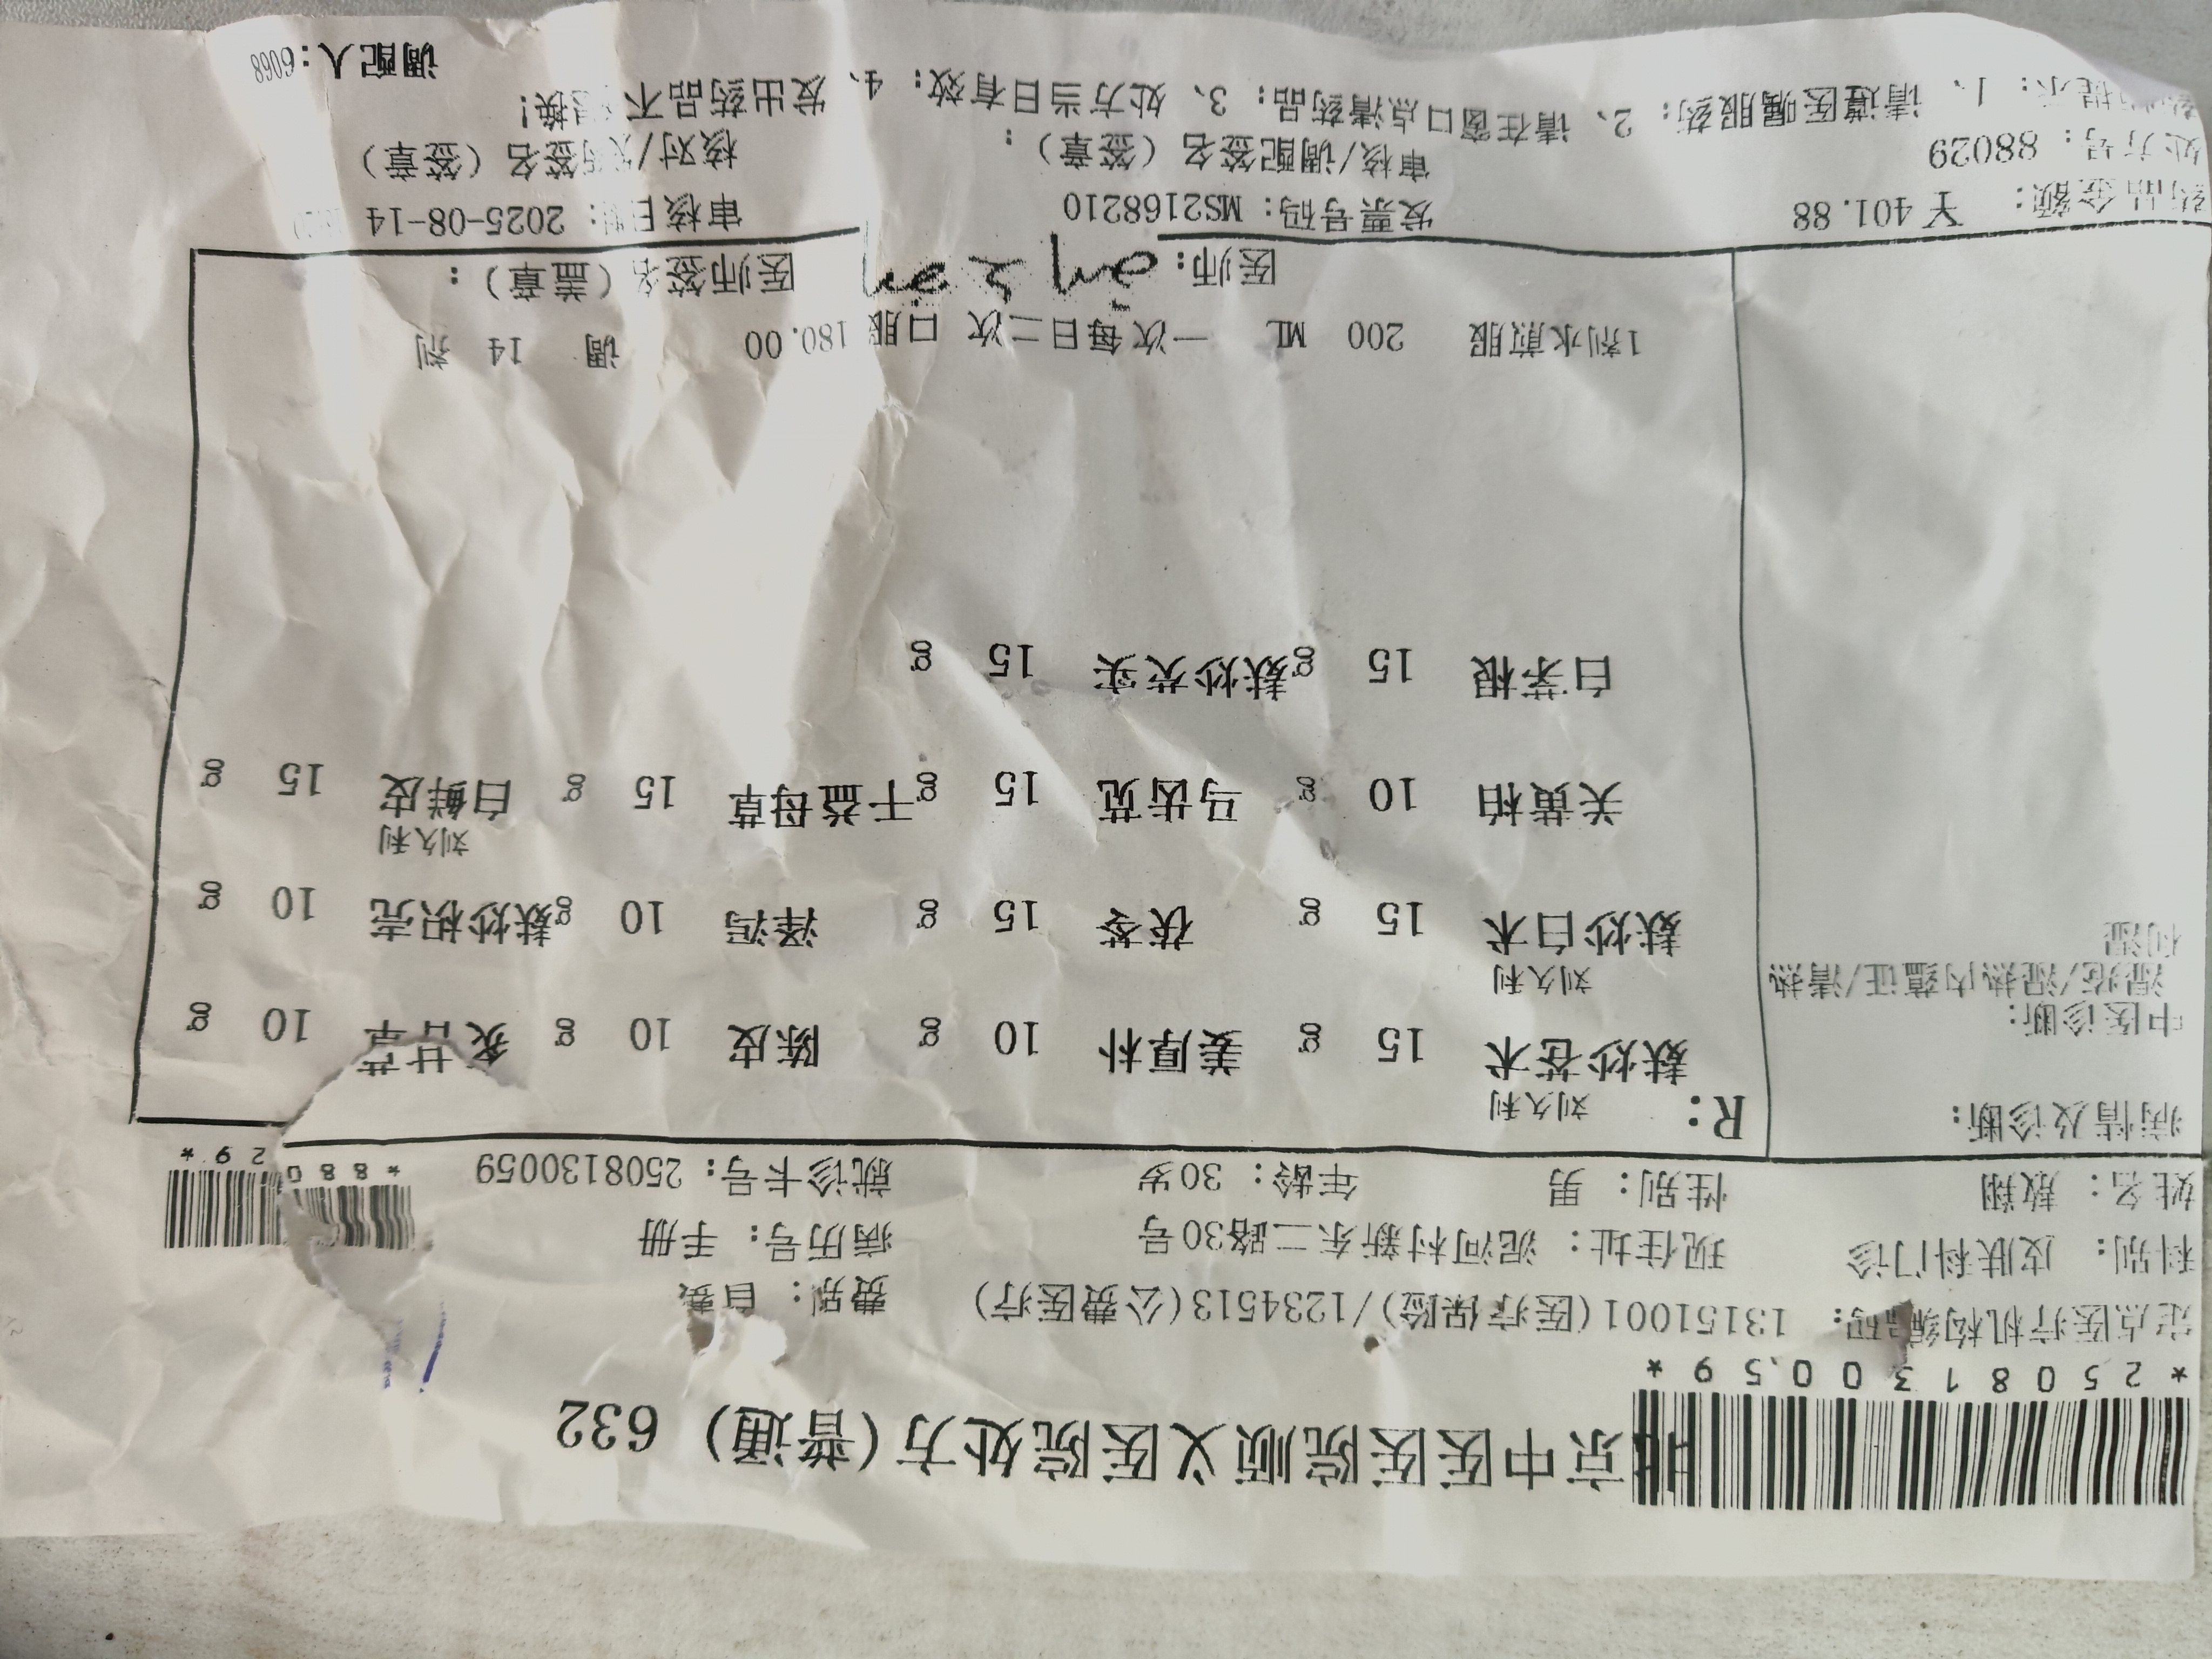 北京中医医院顺义医院处方(普通) 632
*2508130059*
定点医疗机构编码: 13151001(医疗保险)/1234513(公费医疗) 费别: 自费
科别: 皮肤科门诊 现住址: 泥河村新东二路30号 病历号: 手册
姓名: 敖翔 性别: 男 年龄: 30岁 就诊卡号: 2508130059
病情及诊断:
中医诊断:
湿疮/湿热内蕴证/清热
利湿
R: 刘久利
麸炒苍术 15 g 姜厚朴 10 g 陈皮 10 g 炙甘草 10 g
刘久利
麸炒白术 15 g 茯苓 15 g 泽泻 10 g 麸炒枳壳 10 g
刘久利
关黄柏 10 g 马齿苋 15 g 干益母草 15 g 白鲜皮 15 g
白茅根 15 g 麸炒芡实 15 g
1剂水煎服 200 ML 一次每日二次 口服 180.00 调 14 剂
医师: 医师签名(盖章):
药品金额: ¥401.88 发票号码: MS2168210 审核日期: 2025-08-14
处方号: 88029 审核/调配签名(签章): 核对/发药签名(签章)
1、请遵医嘱服药; 2、请在窗口点清药品; 3、处方当日有效; 4、发出药品不退换!
调配人: 6068